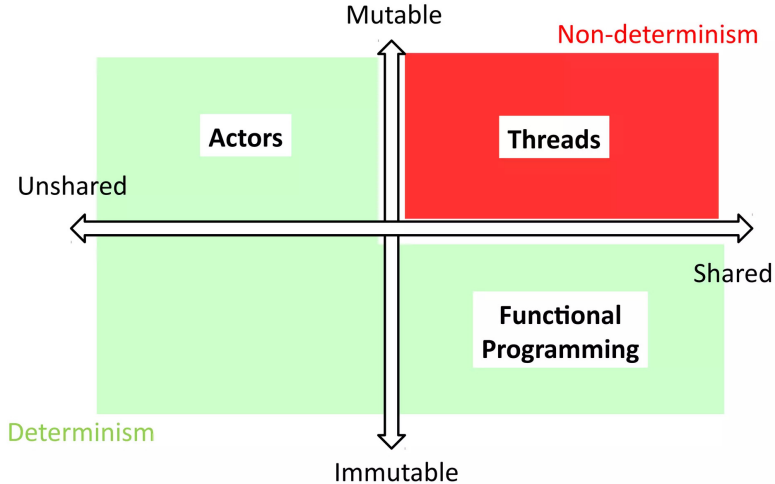 Mutable
Non-determinism
Actors
Threads
Unshared
Shared
Functional
Programming
Determinism
Immutable